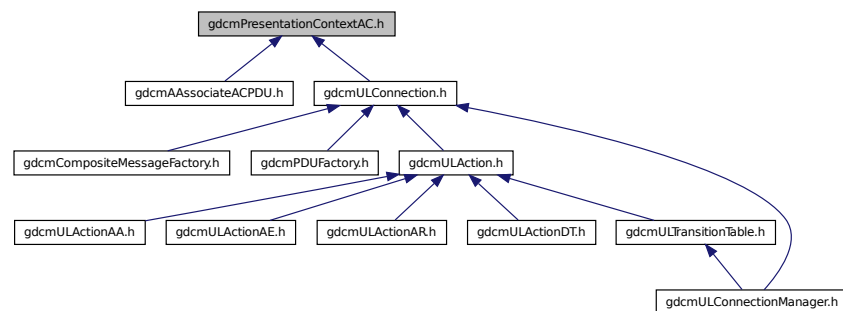 gdcmPresentationContextAC.h
gdcmAAssociateACPDU.h
gdcmULConnection.h
gdcmCompositeMessageFactory.h
gdcmPDUFactory.h
gdcmULAction.h
gdcmULActionAA.h
gdcmULActionAE.h
gdcmULActionAR.h
gdcmULActionDT.h
gdcmULTransitionTable.h
gdcmULConnectionManager.h